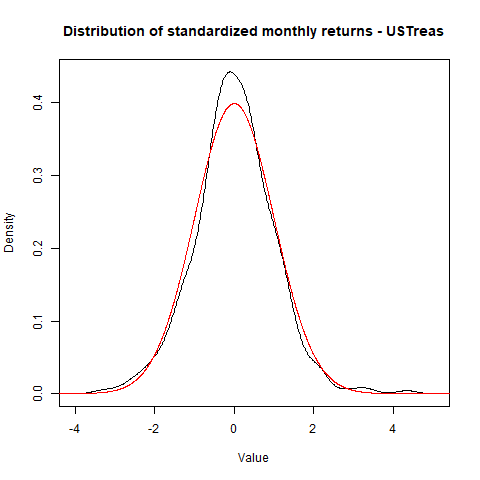 Distribution of standardized monthly returns - USTreas
Density
0.4
0.3
0.2
0.1
0.0
-4 -2 0 2 4
Value